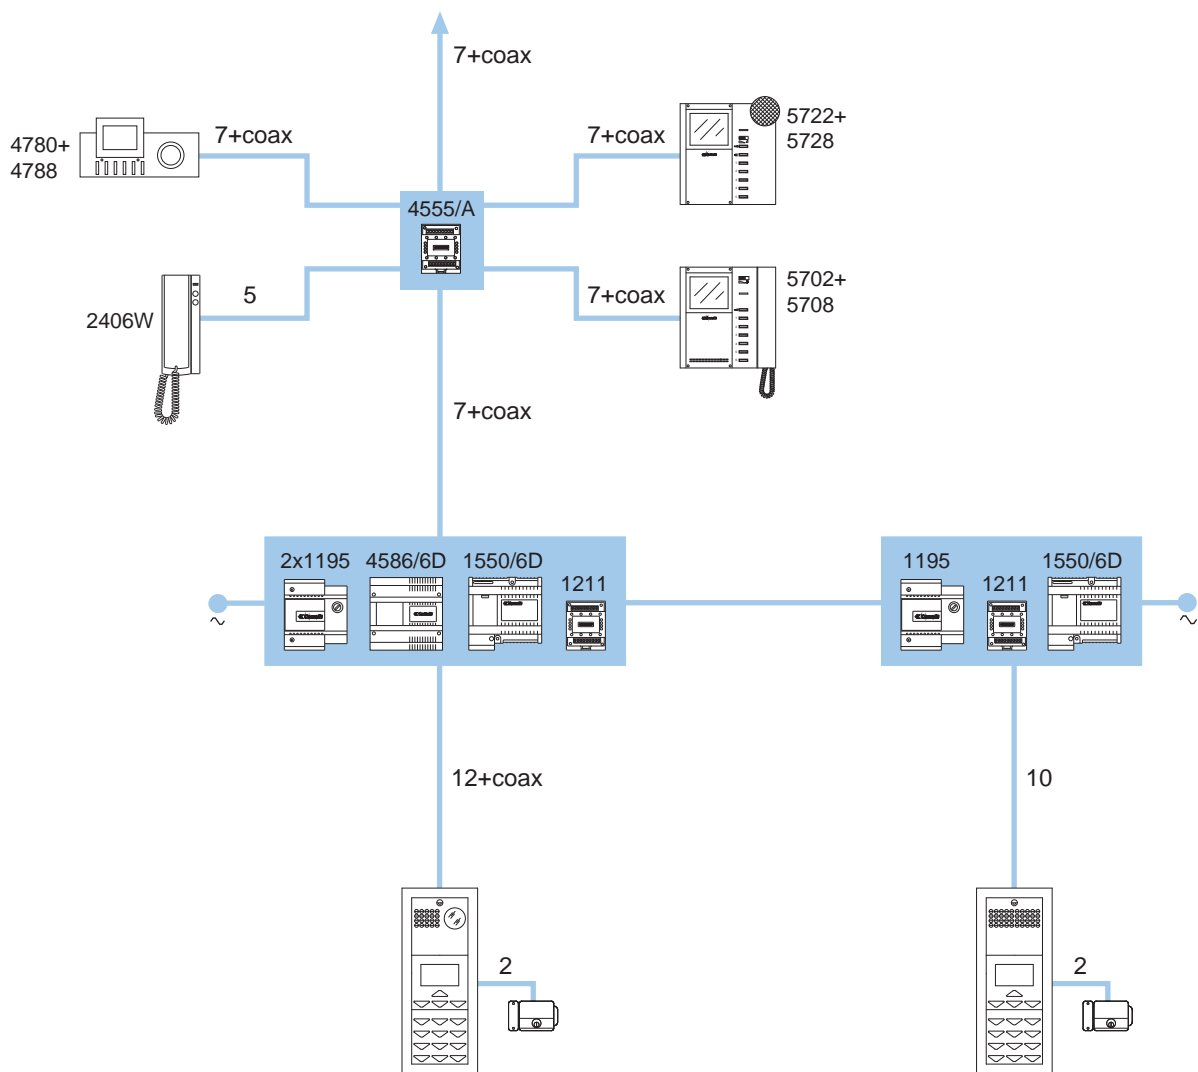 7+coax
4780+
4788
7+coax
7+coax
5722+
5728
4555/A
2406W
5
7+coax
5702+
5708
7+coax
2x1195
4586/6D
1550/6D
1211
1195
1211
1550/6D
~
~
12+coax
10
2
2